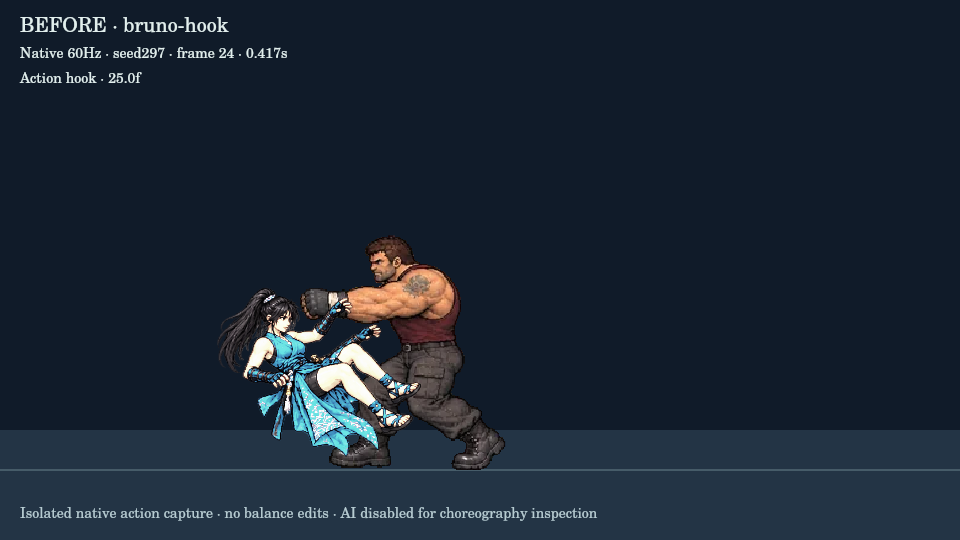 BEFORE · bruno-hook
Native 60Hz · seed297 · frame 24 · 0.417s
Action hook · 25.0f
Isolated native action capture · no balance edits · AI disabled for choreography inspection